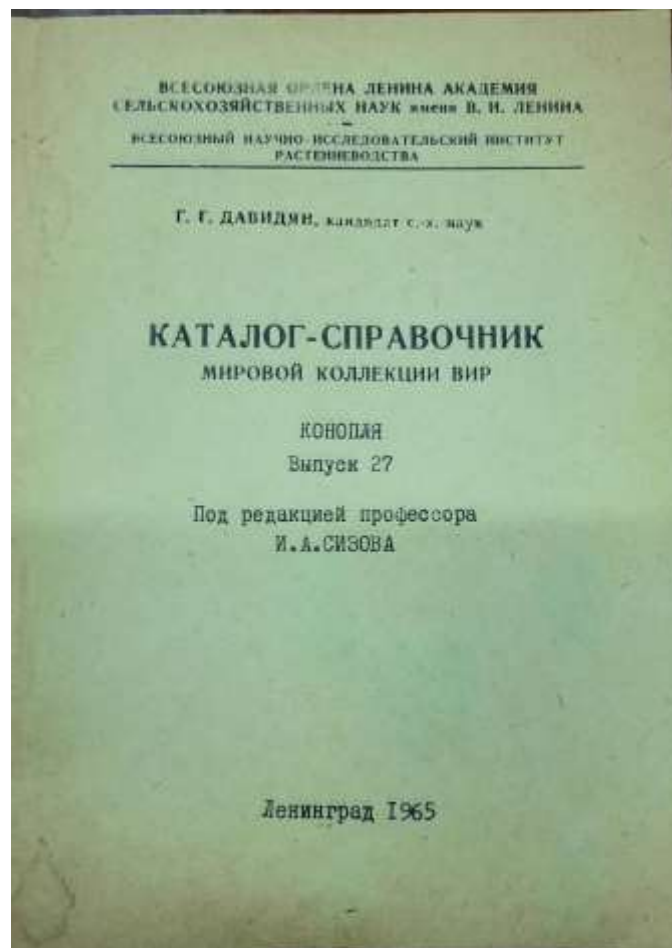 ВСЕСОЮЗНАЯ ОРДЕНА ЛЕНИНА АКАДЕМИЯ
СЕЛЬСКОХОЗЯЙСТВЕННЫХ НАУК имени В. И. ЛЕНИНА
ВСЕСОЮЗНЫЙ НАУЧНО-ИССЛЕДОВАТЕЛЬСКИЙ ИНСТИТУТ
РАСТЕНИЕВОДСТВА
Г. Г. ДАВИДЯН, кандидат с.-х. наук
КАТАЛОГ-СПРАВОЧНИК
МИРОВОЙ КОЛЛЕКЦИИ ВИР
КОНОПЛЯ
Выпуск 27
Под редакцией профессора
И.А.СИЗОВА
Ленинград 1965